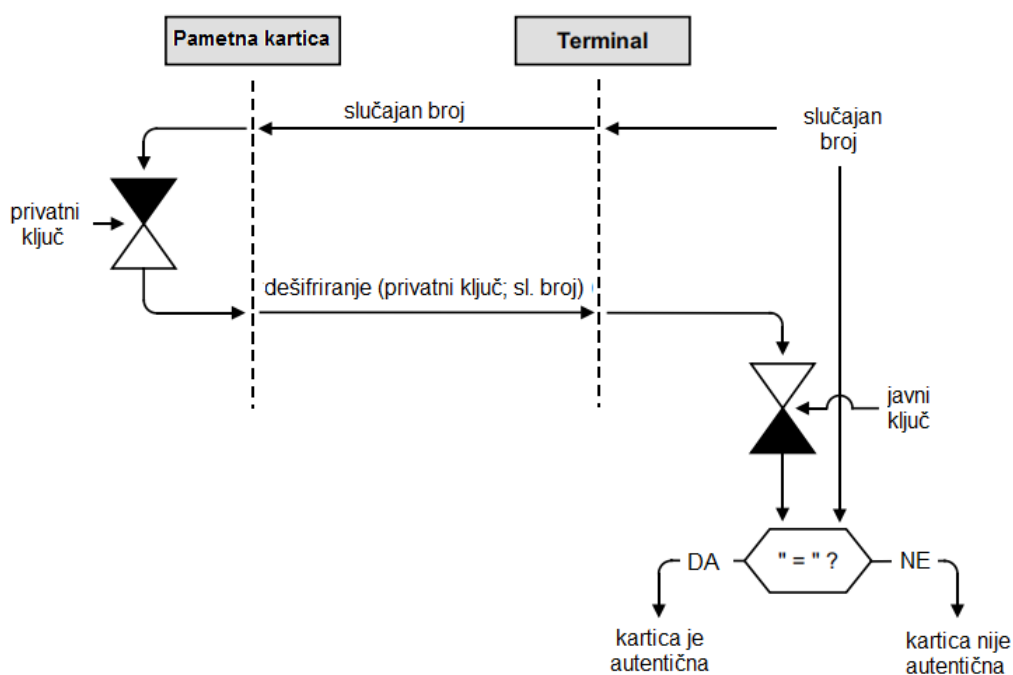 Pametna kartica
Terminal
slučajan broj
slučajan
broj
privatni
ključ
dešifriranje (privatni ključ; sl. broj)
javni
ključ
" = " ?
DA
NE
kartica je
autentična
kartica nije
autentična